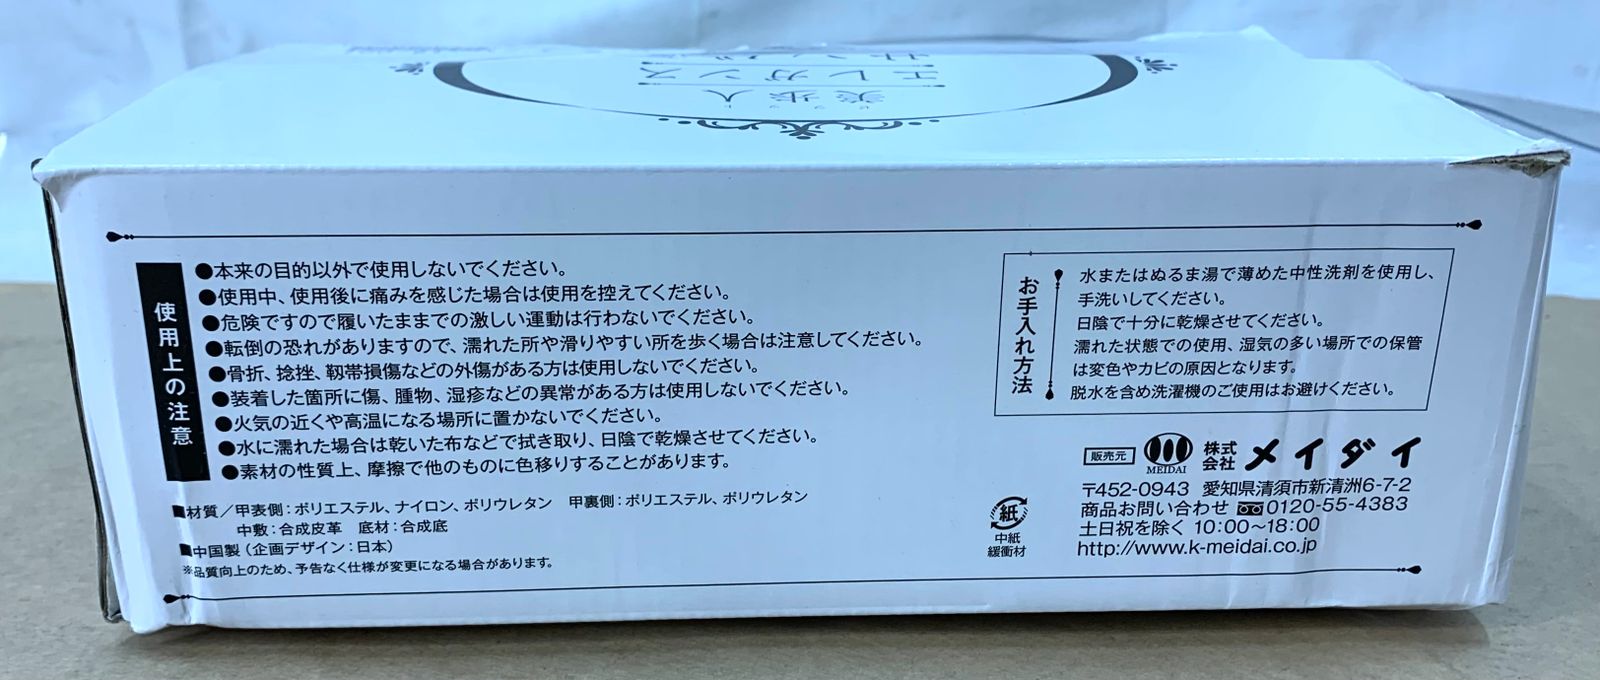 美歩人
エレガンス
使用上の注意
●本来の目的以外で使用しないでください。
●使用中、使用後に痛みを感じた場合は使用を控えてください。
●危険ですので履いたままでの激しい運動は行わないでください。
●転倒の恐れがありますので、濡れた所や滑りやすい所を歩く場合は注意してください。
●骨折、捻挫、靱帯損傷などの外傷がある方は使用しないでください。
●装着した箇所に傷、腫物、湿疹などの異常がある方は使用しないでください。
●火気の近くや高温になる場所に置かないでください。
●水に濡れた場合は乾いた布などで拭き取り、日陰で乾燥させてください。
●素材の性質上、摩擦で他のものに色移りすることがあります。
■材質／甲表側：ポリエステル、ナイロン、ポリウレタン　甲裏側：ポリエステル、ポリウレタン
中敷：合成皮革　底材：合成底
■中国製（企画デザイン：日本）
※品質向上のため、予告なく仕様が変更になる場合があります。
お手入れ方法
水またはぬるま湯で薄めた中性洗剤を使用し、
手洗いしてください。
日陰で十分に乾燥させてください。
濡れた状態での使用、湿気の多い場所での保管
は変色やカビの原因となります。
脱水を含め洗濯機のご使用はお避けください。
紙
中紙
緩衝材
販売元 MEIDAI 株式会社 メイダイ
〒452-0943 愛知県清須市新清洲6-7-2
商品お問い合わせ 0120-55-4383
土日祝を除く 10:00〜18:00
http://www.k-meidai.co.jp